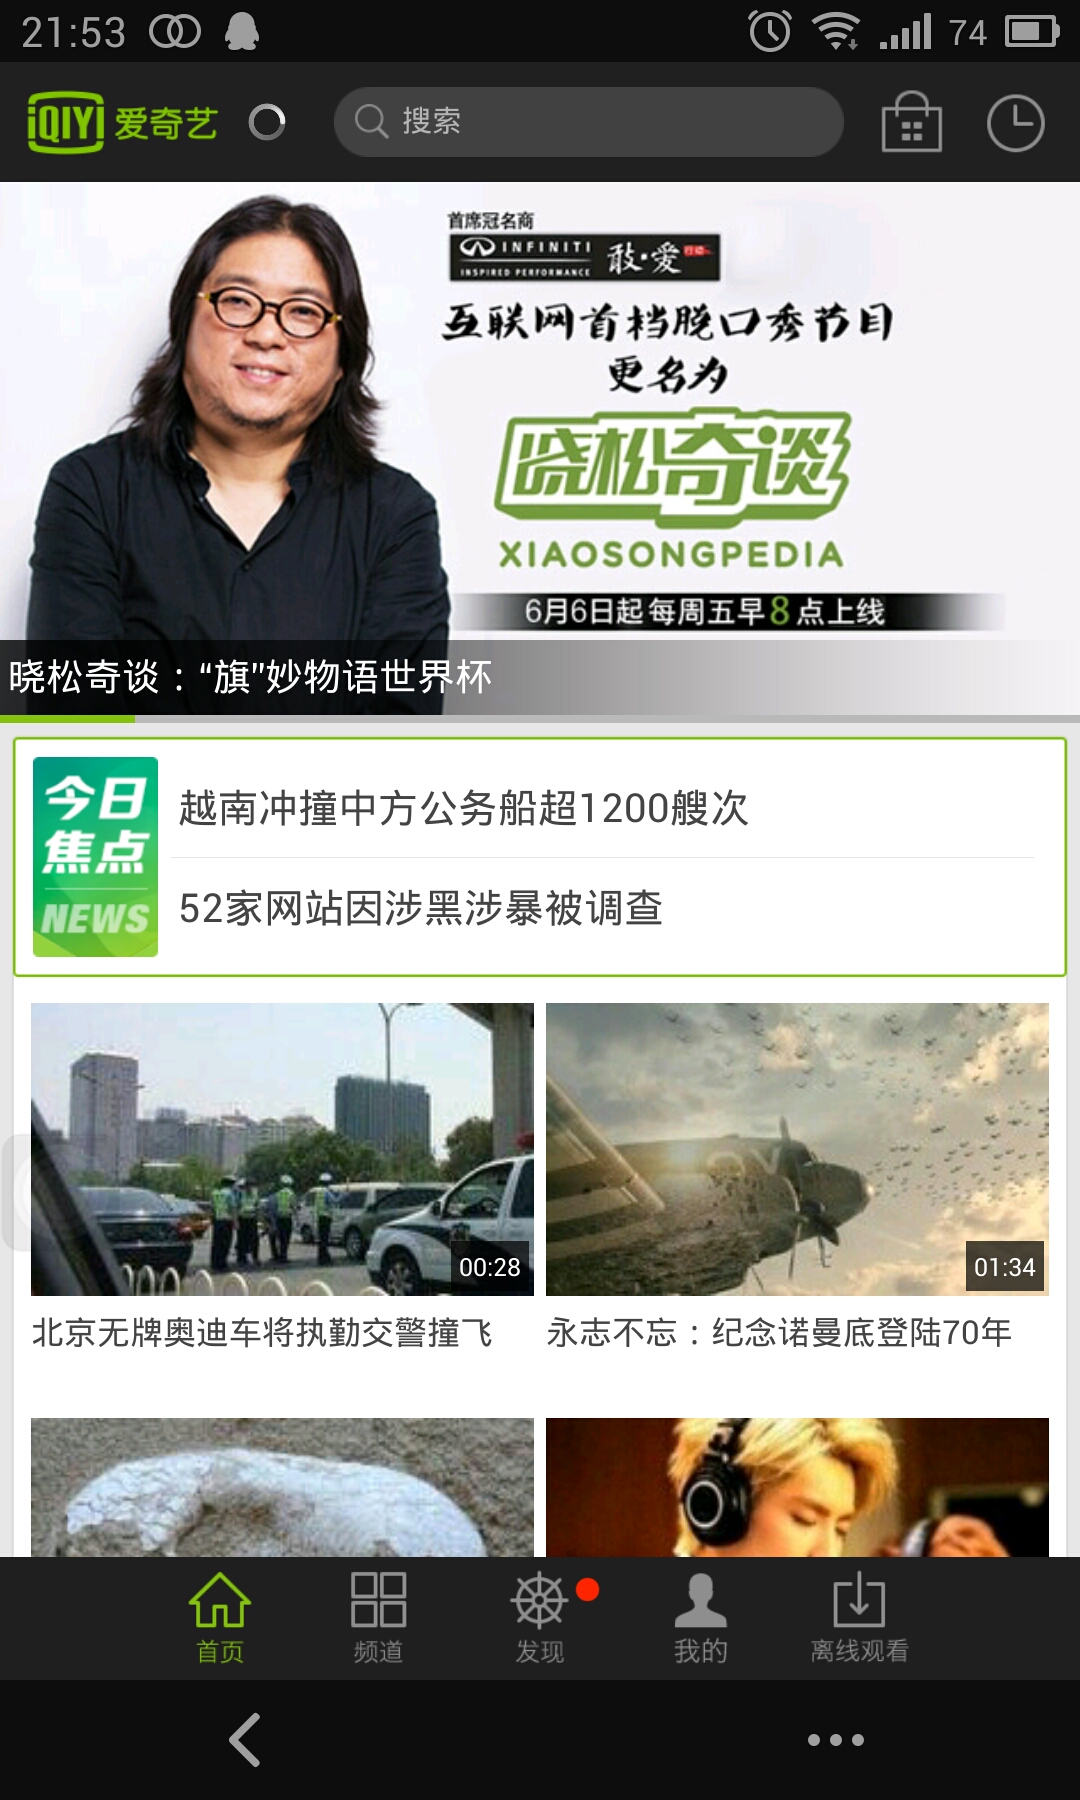 21:53
74
iQIYI 爱奇艺
搜索
首席冠名商
INFINITI
INSPIRED PERFORMANCE
敢·爱
互联网首档脱口秀节目
更名为
晓松奇谈
XIAOSONGPEDIA
6月6日起每周五早8点上线
晓松奇谈：“旗”妙物语世界杯
今日
焦点
NEWS
越南冲撞中方公务船超1200艘次
52家网站因涉黑涉暴被调查
00:28
01:34
北京无牌奥迪车将执勤交警撞飞
永志不忘：纪念诺曼底登陆70年
首页
频道
发现
我的
离线观看